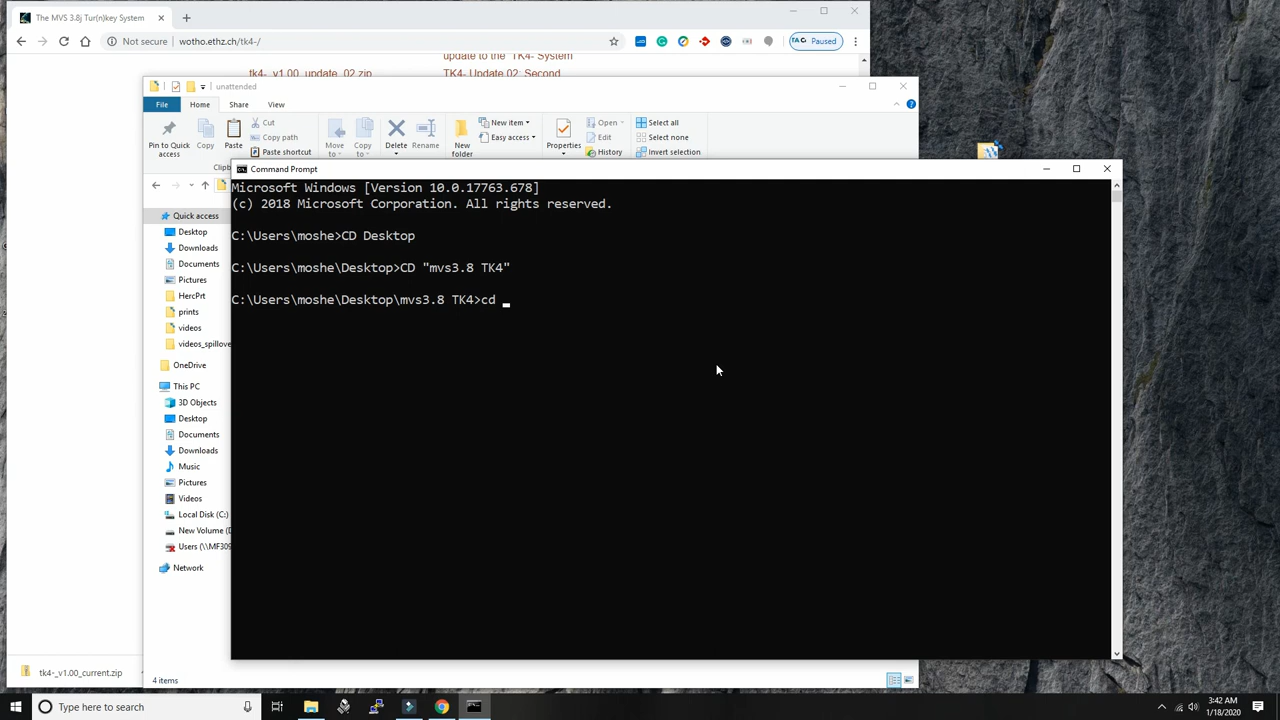 The MVS 3.8j Tur(n)key System
Not secure
wotho.ethz.ch/tk4-/
Paused
update to the TK4- System
tk4-_v1.00_update_02.zip
TK4- Update 02: Second
unattended
File
Home
Share
View
Pin to Quick access
Copy
Paste
Cut
Copy path
Paste shortcut
Move to
Copy to
Delete
Rename
New folder
New item
Easy access
Properties
Open
Edit
History
Select all
Select none
Invert selection
Clipb
Quick access
Desktop
Downloads
Documents
Pictures
HercPrt
prints
videos
videos_spillove
OneDrive
This PC
3D Objects
Desktop
Documents
Downloads
Music
Pictures
Videos
Local Disk (C:)
New Volume (D
Users (\\MF309
Network
4 items
Command Prompt
Microsoft Windows [Version 10.0.17763.678]
(c) 2018 Microsoft Corporation. All rights reserved.
C:\Users\moshe>CD Desktop
C:\Users\moshe\Desktop>CD "mvs3.8 TK4"
C:\Users\moshe\Desktop\mvs3.8 TK4>cd _
tk4-_v1.00_current.zip
Type here to search
3:42 AM
1/18/2020